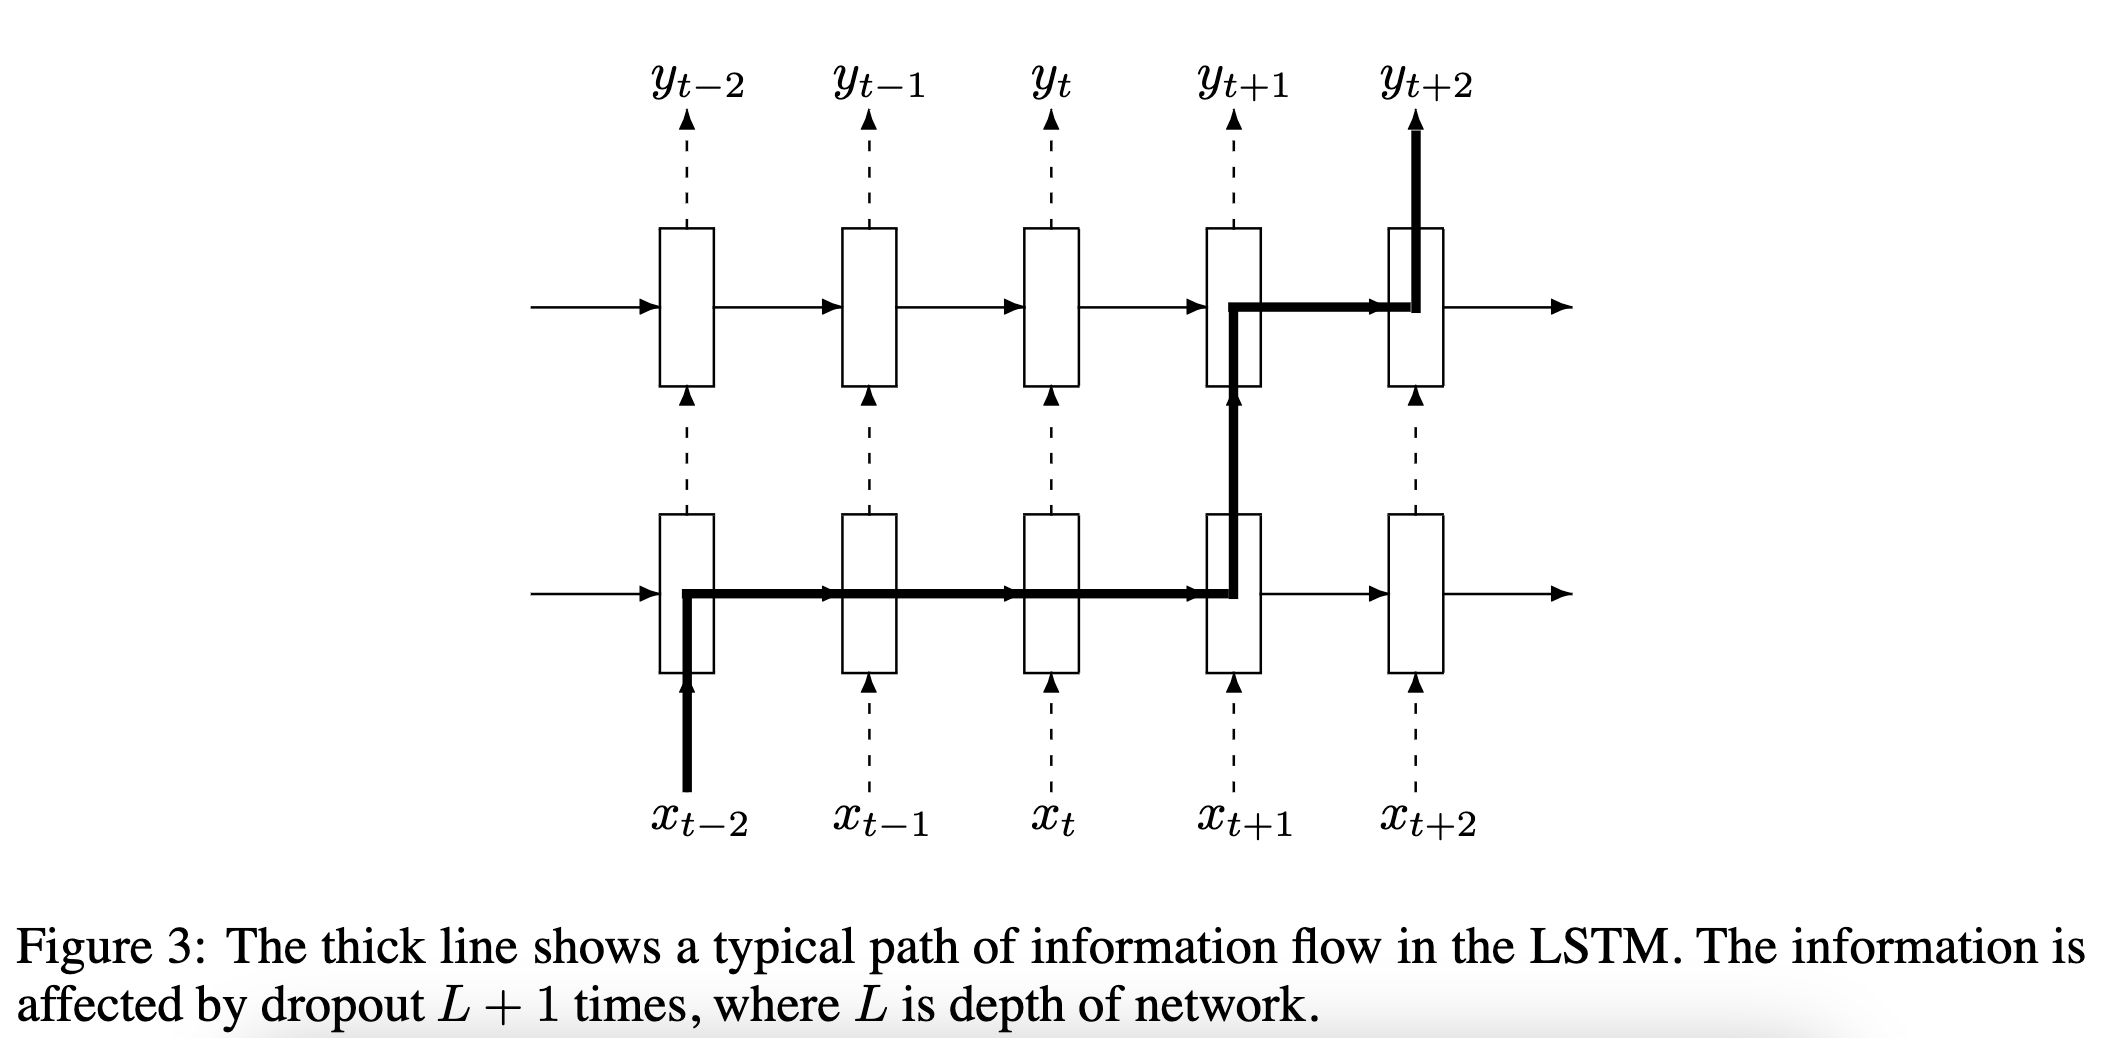 y_{t−2} y_{t−1} y_t y_{t+1} y_{t+2}
x_{t−2} x_{t−1} x_t x_{t+1} x_{t+2}
Figure 3: The thick line shows a typical path of information flow in the LSTM. The information is
affected by dropout L + 1 times, where L is depth of network.